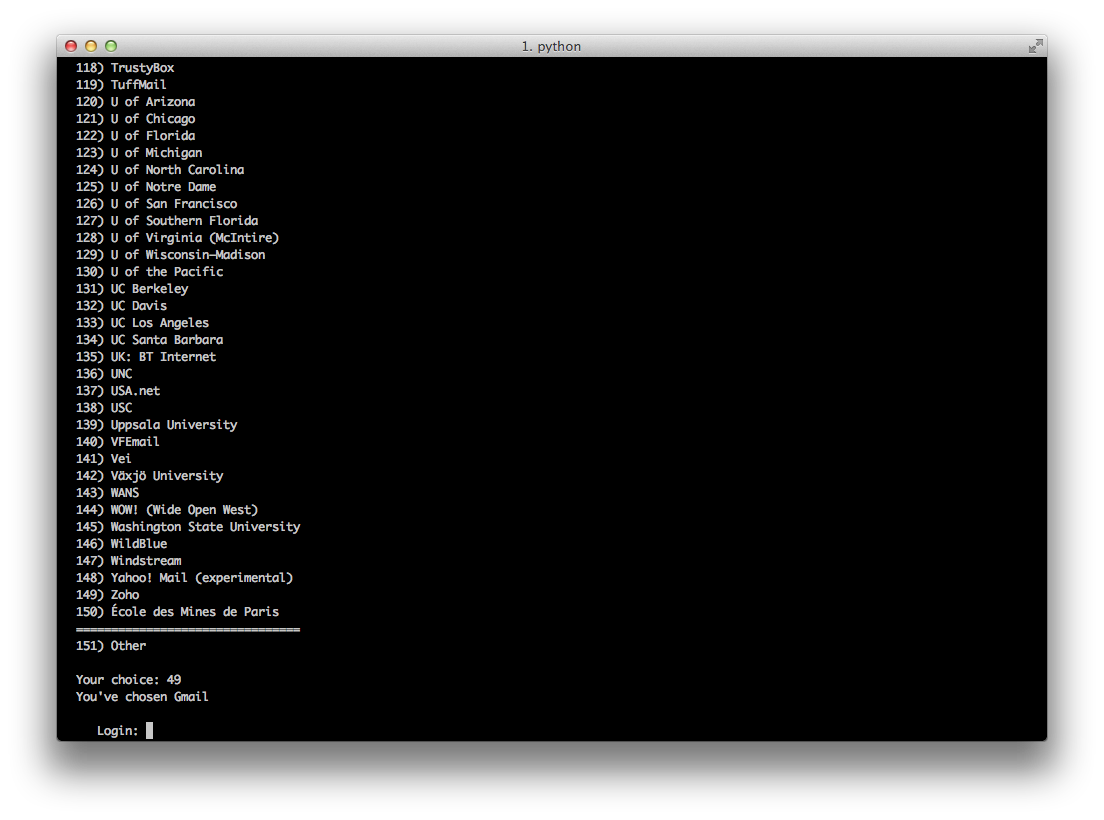 1. python
118) TrustyBox
119) TuffMail
120) U of Arizona
121) U of Chicago
122) U of Florida
123) U of Michigan
124) U of North Carolina
125) U of Notre Dame
126) U of San Francisco
127) U of Southern Florida
128) U of Virginia (McIntire)
129) U of Wisconsin–Madison
130) U of the Pacific
131) UC Berkeley
132) UC Davis
133) UC Los Angeles
134) UC Santa Barbara
135) UK: BT Internet
136) UNC
137) USA.net
138) USC
139) Uppsala University
140) VFEmail
141) Vei
142) Växjö University
143) WANS
144) WOW! (Wide Open West)
145) Washington State University
146) WildBlue
147) Windstream
148) Yahoo! Mail (experimental)
149) Zoho
150) École des Mines de Paris
================================
151) Other
Your choice: 49
You've chosen Gmail
Login: